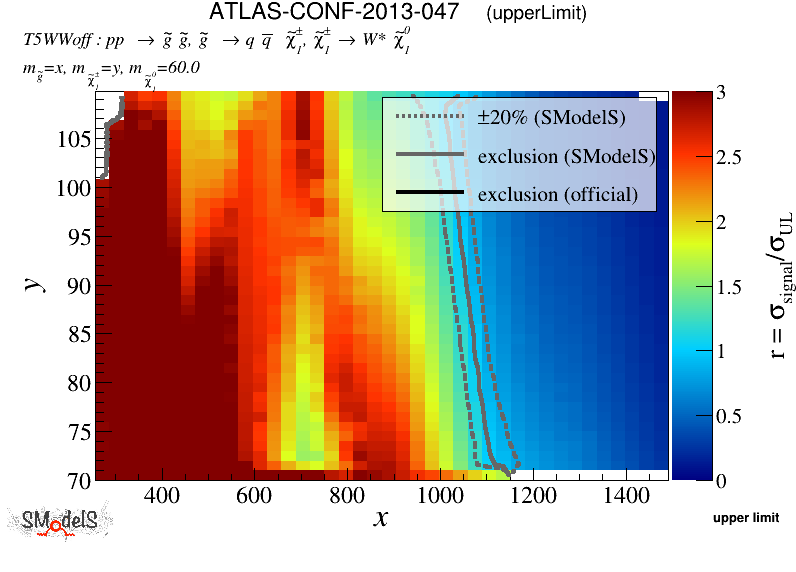 ATLAS-CONF-2013-047 (upperLimit)
T5WWoff : pp → g̃ g̃, g̃ → q q̅ χ̃₁±, χ̃₁± → W* χ̃₁⁰
m_g̃=x, m_χ̃₁±=y, m_χ̃₁⁰=60.0
±20% (SModelS)
exclusion (SModelS)
exclusion (official)
105
100
95
90
85
80
75
70
y
400 600 800 1000 1200 1400
x
3
2.5
2
1.5
1
0.5
0
r = σ_signal/σ_UL
SModelS
upper limit